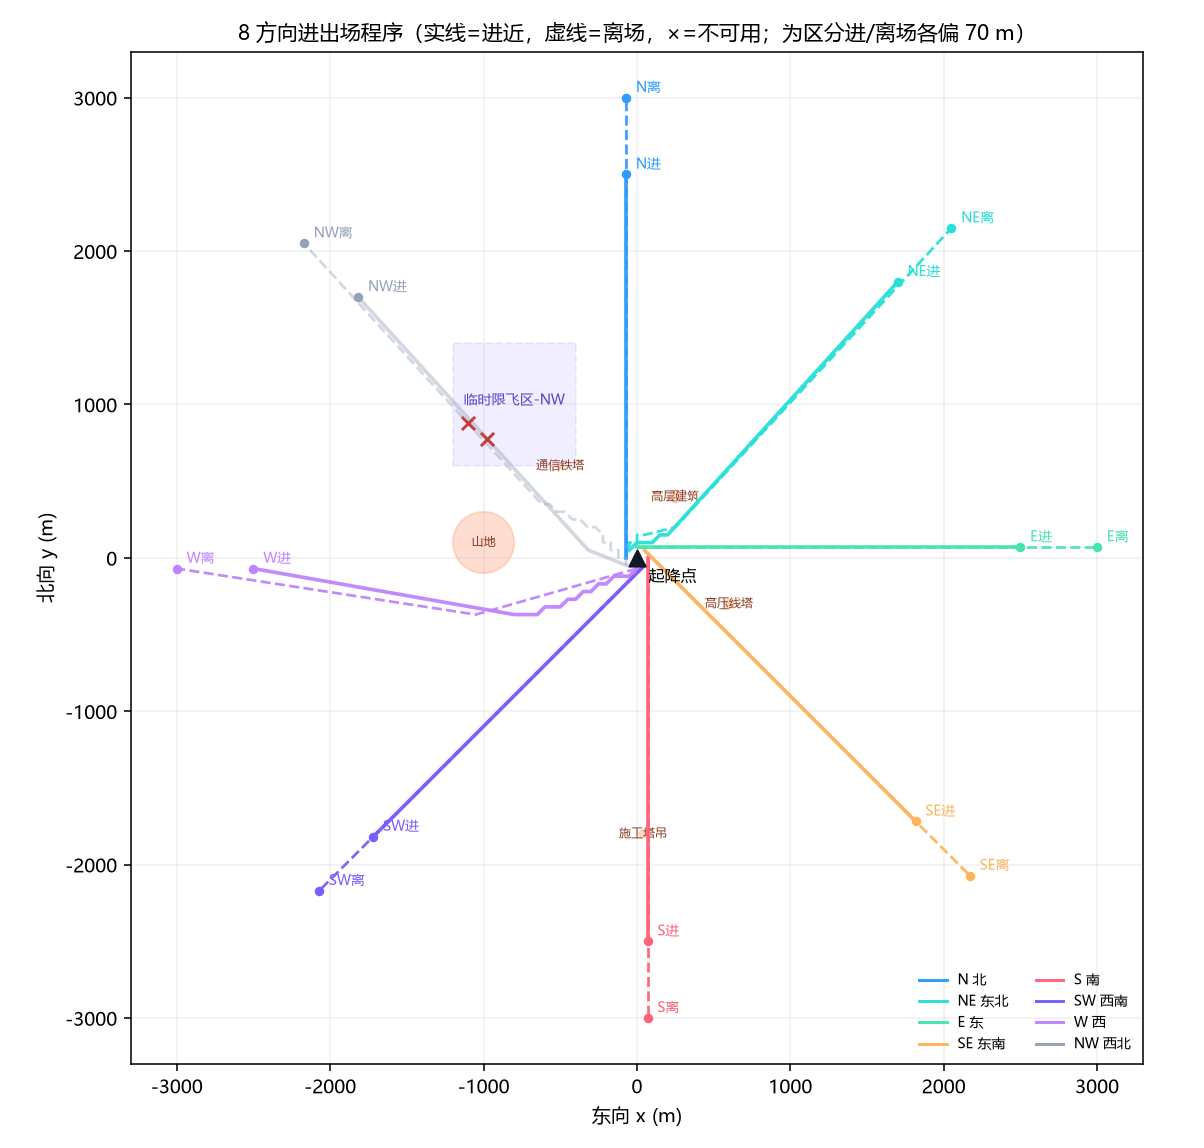 8 方向进出场程序（实线=进近，虚线=离场，×=不可用；为区分进/离场各偏 70 m）
北向 y (m)
3000
2000
1000
0
-1000
-2000
-3000
N离
N进
NE离
NE进
NW离
NW进
临时限飞区-NW
通信铁塔
高层建筑
山地
W离
W进
E进
E离
起降点
高压线塔
SW进
SW离
施工塔吊
SE进
SE离
S进
S离
N 北
NE 东北
E 东
SE 东南
S 南
SW 西南
W 西
NW 西北
-3000
-2000
-1000
0
1000
2000
3000
东向 x (m)